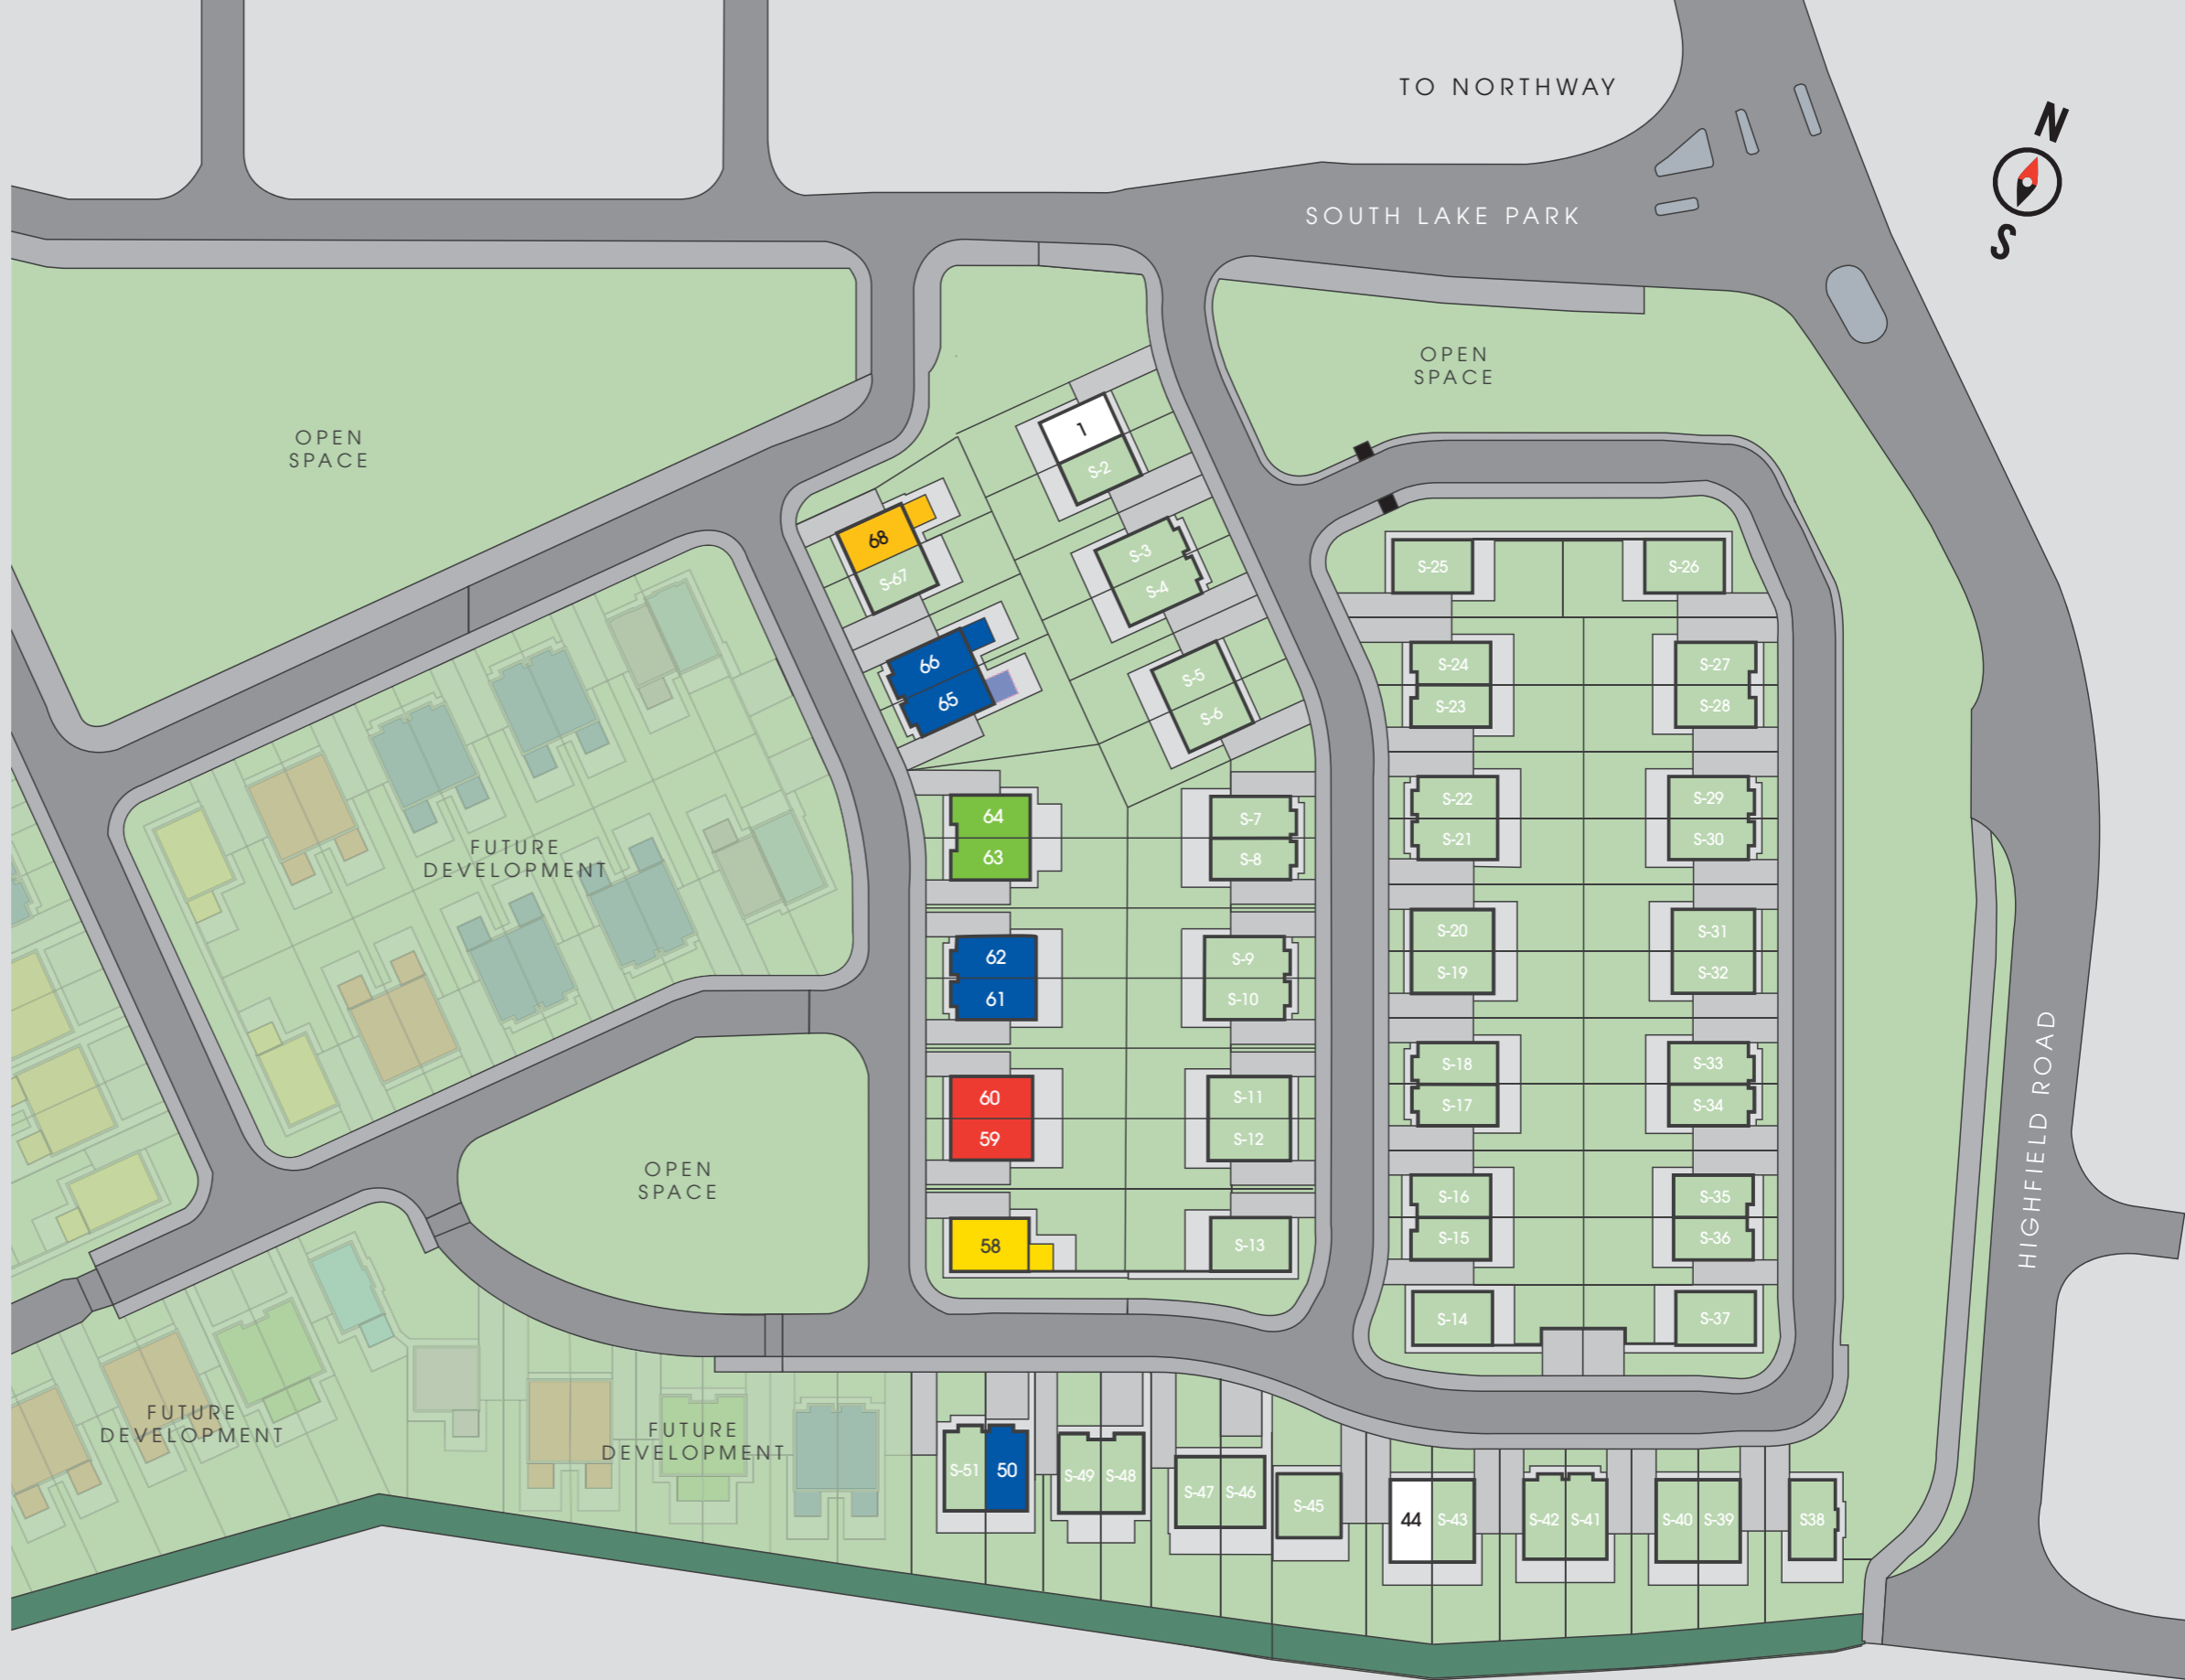 TO NORTHWAY
N
S
SOUTH LAKE PARK
OPEN
SPACE
OPEN
SPACE
1
S-2
68
S-67
S-3
S-4
66
65
S-5
S-6
S-25
S-26
S-24
S-23
S-27
S-28
64
63
S-7
S-8
S-22
S-21
S-29
S-30
FUTURE
DEVELOPMENT
62
61
S-9
S-10
S-20
S-19
S-31
S-32
60
59
S-11
S-12
S-18
S-17
S-33
S-34
HIGHFIELD ROAD
OPEN
SPACE
58
S-13
S-16
S-15
S-35
S-36
S-14
S-37
FUTURE
DEVELOPMENT
FUTURE
DEVELOPMENT
S-51 50
S-49 S-48
S-47 S-46
S-45
44 S-43
S-42 S-41
S-40 S-39
S38